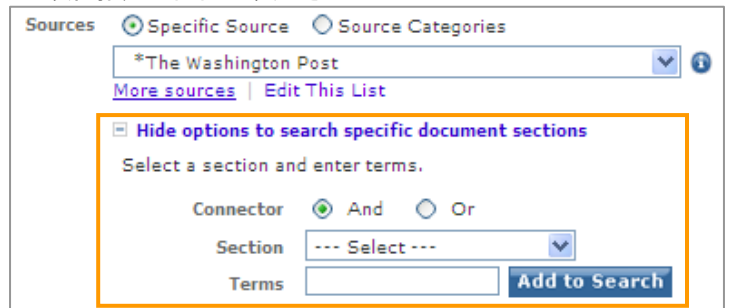 Sources Specific Source Source Categories
*The Washington Post
More sources | Edit This List
Hide options to search specific document sections
Select a section and enter terms.
Connector And Or
Section --- Select ---
Terms Add to Search